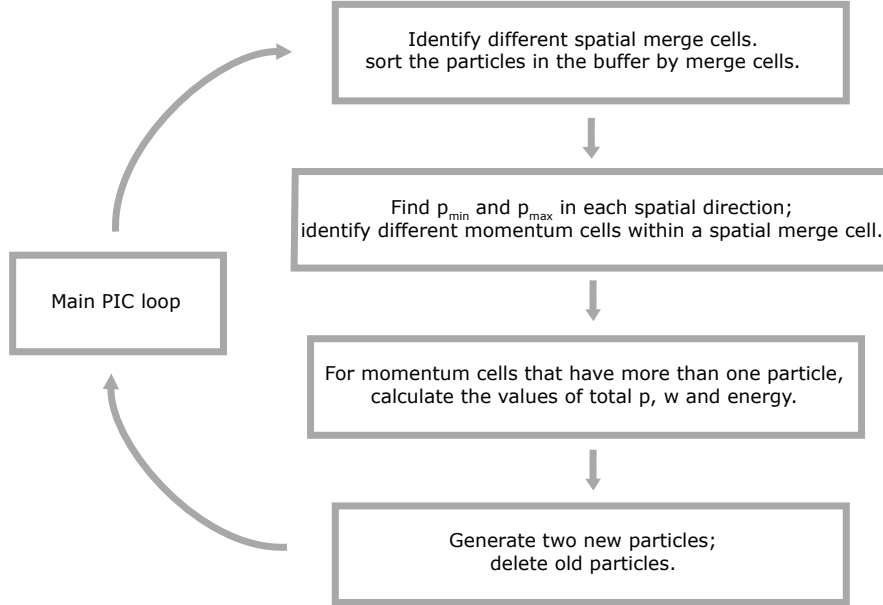 Identify different spatial merge cells.
sort the particles in the buffer by merge cells.
Find p_min and p_max in each spatial direction;
identify different momentum cells within a spatial merge cell.
Main PIC loop
For momentum cells that have more than one particle,
calculate the values of total p, w and energy.
Generate two new particles;
delete old particles.